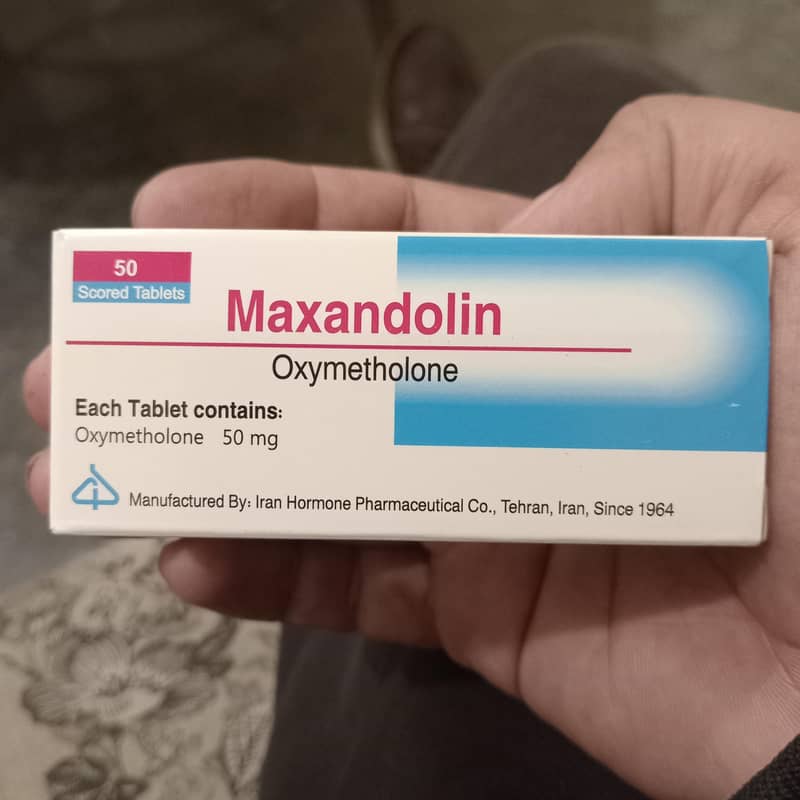 50
Scored Tablets
Maxandolin
Oxymetholone
Each Tablet contains:
Oxymetholone 50 mg
Manufactured By: Iran Hormone Pharmaceutical Co., Tehran, Iran, Since 1964